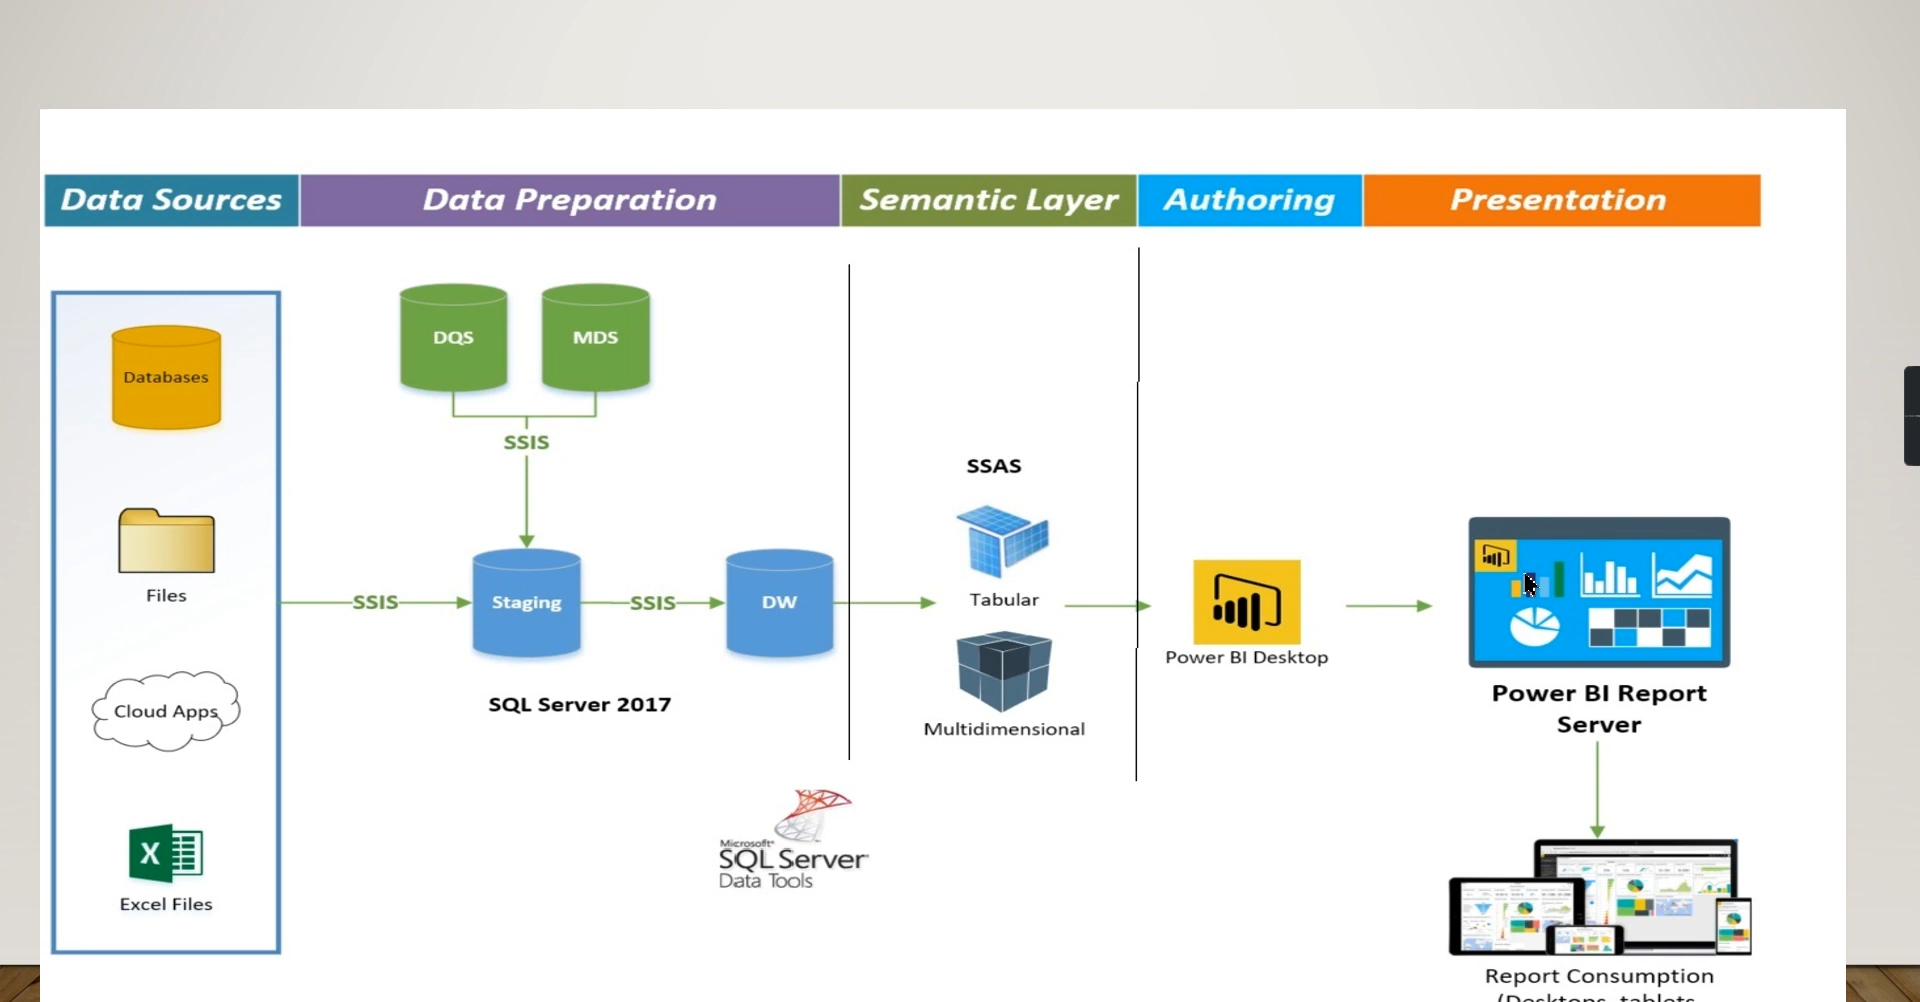 Data Sources
Data Preparation
Semantic Layer
Authoring
Presentation
Databases
Files
Cloud Apps
Excel Files
SSIS
DQS
MDS
SSIS
Staging
SSIS
DW
SQL Server 2017
Microsoft®
SQL Server
Data Tools
SSAS
Tabular
Multidimensional
Power BI Desktop
Power BI Report
Server
Report Consumption
(Desktops, tablets,